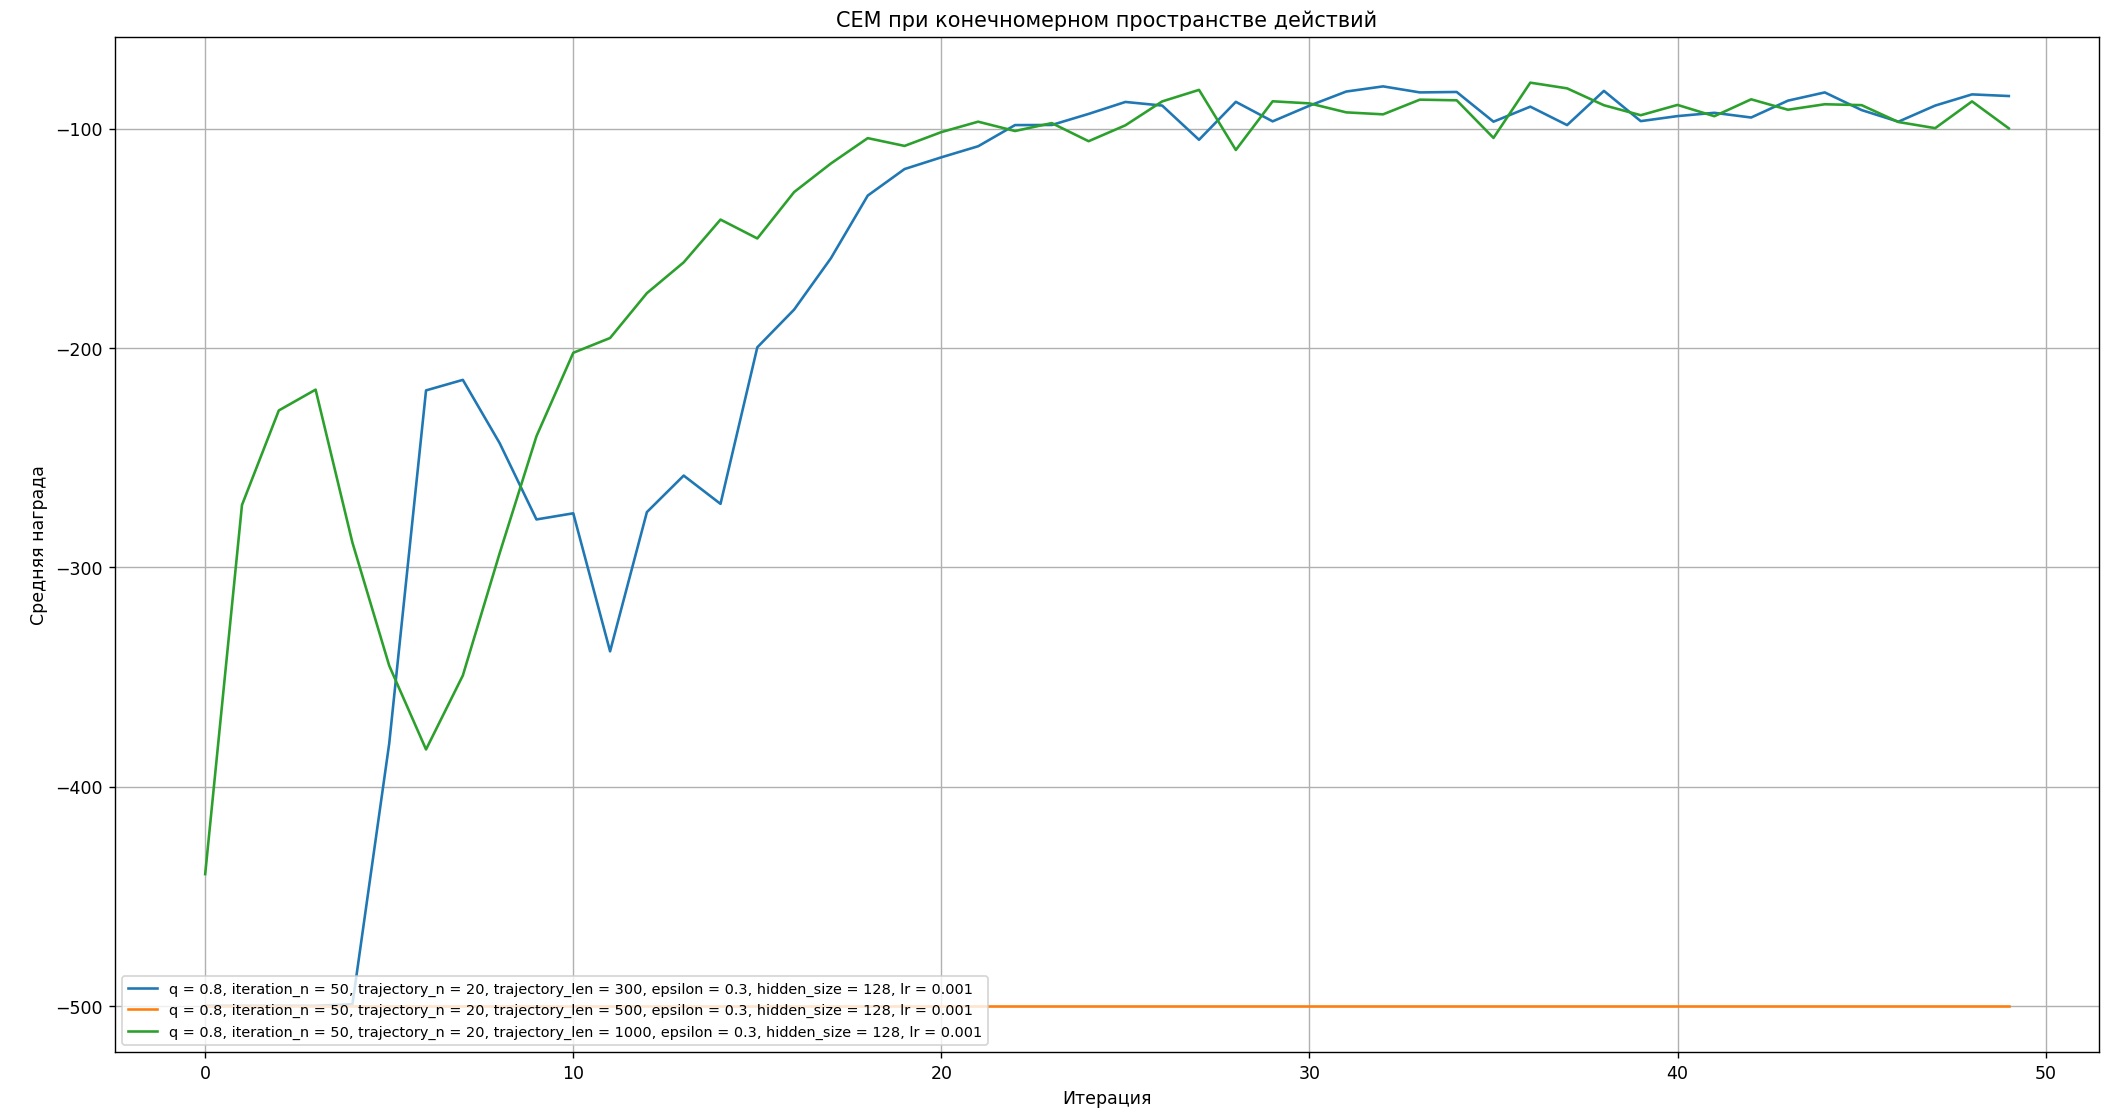 CEM при конечномерном пространстве действий
Средняя награда
−100
−200
−300
−400
−500
q = 0.8, iteration_n = 50, trajectory_n = 20, trajectory_len = 300, epsilon = 0.3, hidden_size = 128, lr = 0.001
q = 0.8, iteration_n = 50, trajectory_n = 20, trajectory_len = 500, epsilon = 0.3, hidden_size = 128, lr = 0.001
q = 0.8, iteration_n = 50, trajectory_n = 20, trajectory_len = 1000, epsilon = 0.3, hidden_size = 128, lr = 0.001
0 10 20 30 40 50
Итерация